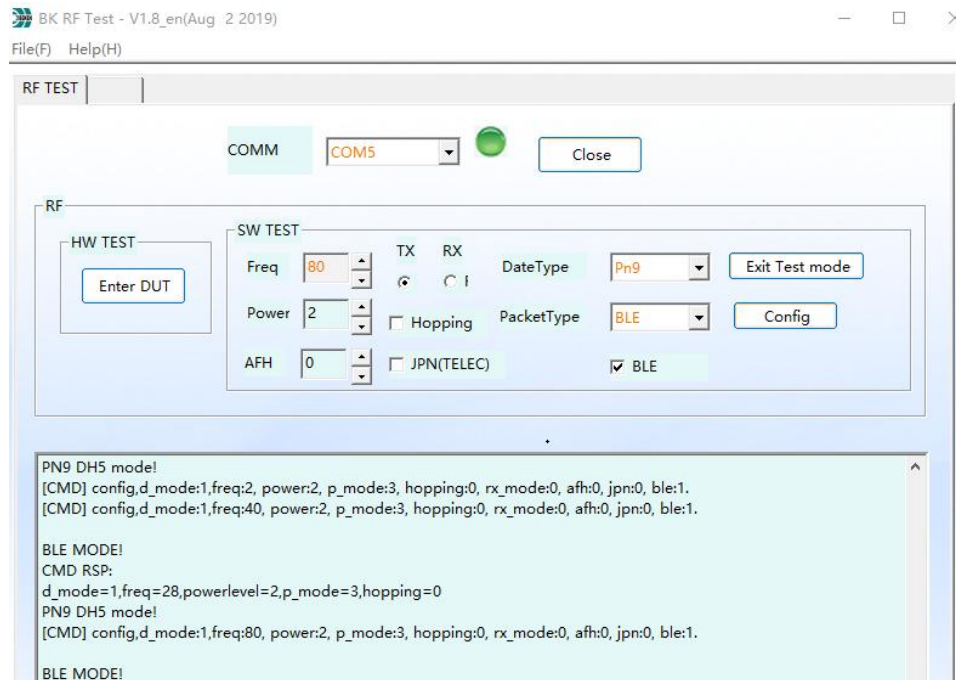 BK RF Test - V1.8_en(Aug 2 2019)
File(F) Help(H)
RF TEST
COMM COM5 Close
RF
HW TEST
Enter DUT
SW TEST
Freq 80 TX RX DateType Pn9 Exit Test mode
Power 2 Hopping PacketType BLE Config
AFH 0 JPN(TELEC) BLE
PN9 DH5 mode!
[CMD] config,d_mode:1,freq:2, power:2, p_mode:3, hopping:0, rx_mode:0, afh:0, jpn:0, ble:1.
[CMD] config,d_mode:1,freq:40, power:2, p_mode:3, hopping:0, rx_mode:0, afh:0, jpn:0, ble:1.
BLE MODE!
CMD RSP:
d_mode=1,freq=28,powerlevel=2,p_mode=3,hopping=0
PN9 DH5 mode!
[CMD] config,d_mode:1,freq:80, power:2, p_mode:3, hopping:0, rx_mode:0, afh:0, jpn:0, ble:1.
BLE MODE!